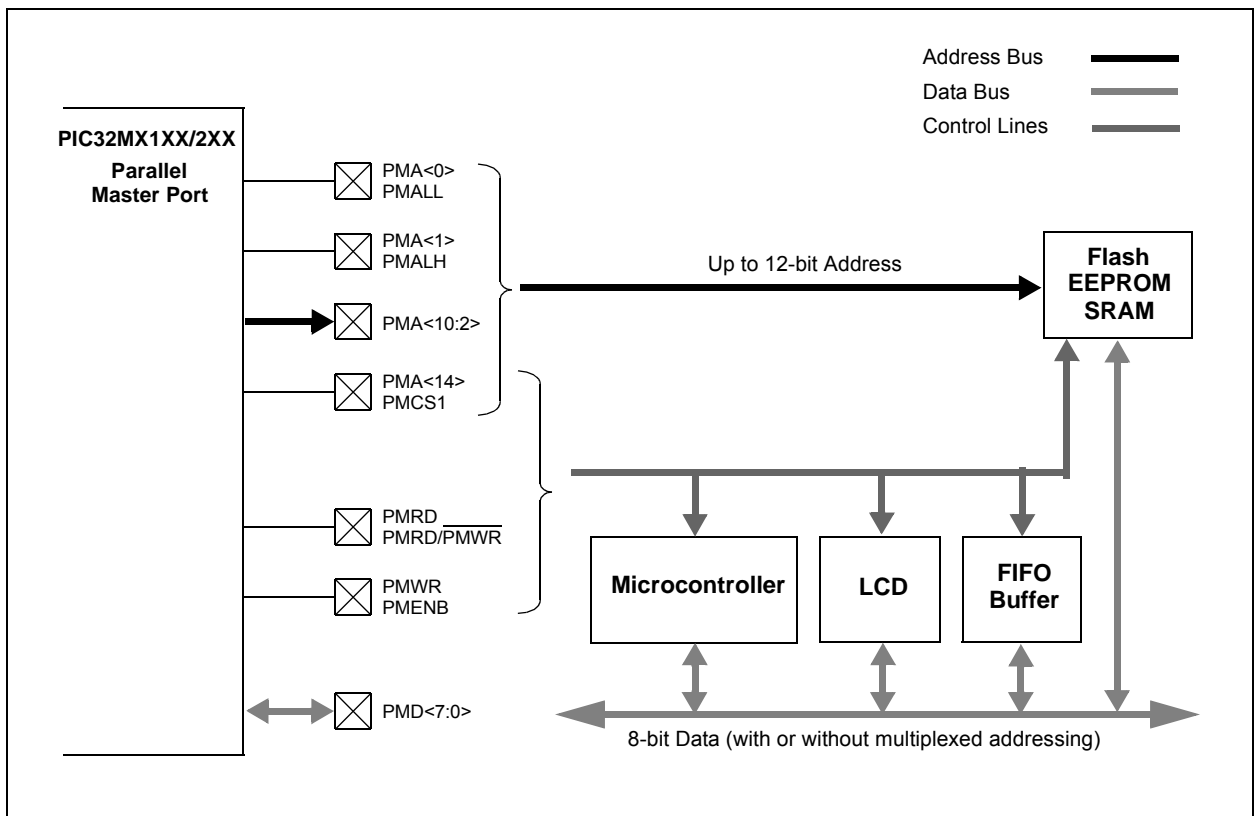 Address Bus
Data Bus
Control Lines
PIC32MX1XX/2XX
Parallel
Master Port
PMA<0>
PMALL
PMA<1>
PMALH
PMA<10:2>
PMA<14>
PMCS1
PMRD
PMRD/PMWR
PMWR
PMENB
PMD<7:0>
Up to 12-bit Address
Flash
EEPROM
SRAM
Microcontroller
LCD
FIFO
Buffer
8-bit Data (with or without multiplexed addressing)